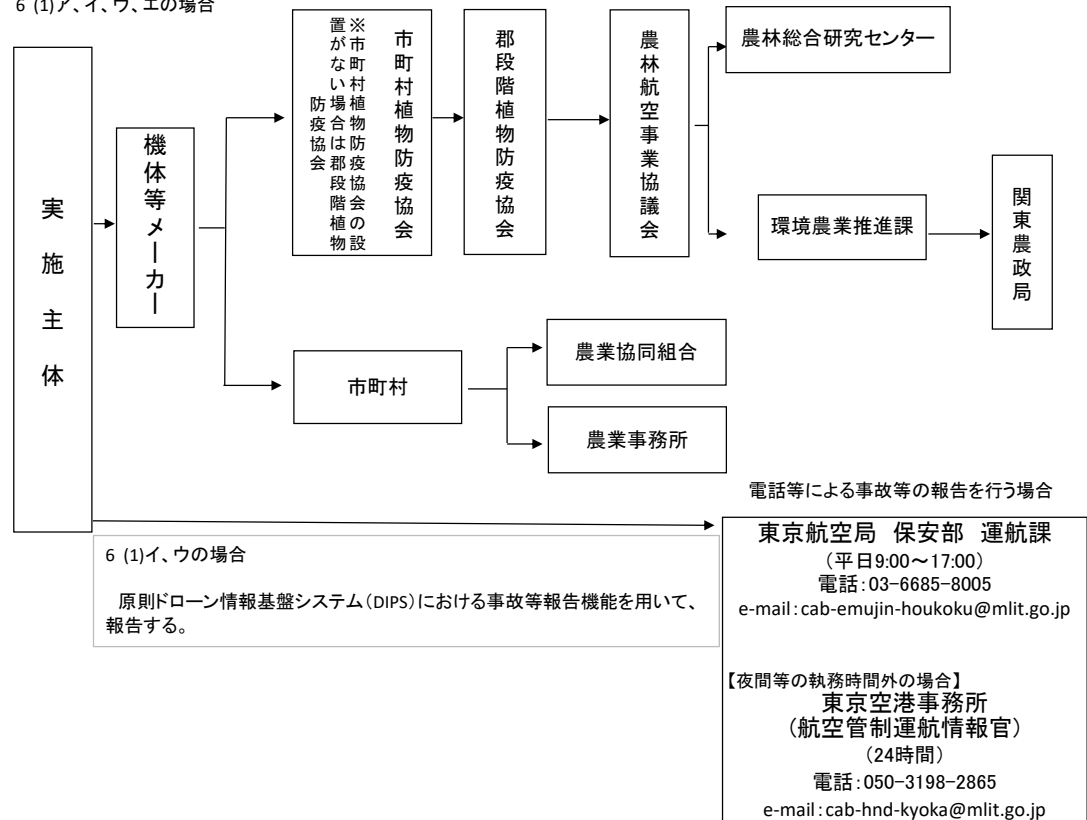 6 (1)ア、イ、ウ、エの場合
実施主体
機体等メーカー
市町村植物防疫協会
※市町村植物防疫協会の設
置がない場合は郡段階植物
防疫協会
郡段階植物防疫協会
農林航空事業協議会
農林総合研究センター
環境農業推進課
関東農政局
市町村
農業協同組合
農業事務所
6 (1)イ、ウの場合
原則ドローン情報基盤システム(DIPS)における事故等報告機能を用いて、
報告する。
電話等による事故等の報告を行う場合
東京航空局 保安部 運航課
(平日9:00～17:00)
電話:03-6685-8005
e-mail:cab-emujin-houkoku@mlit.go.jp
【夜間等の執務時間外の場合】
東京空港事務所
(航空管制運航情報官)
(24時間)
電話:050-3198-2865
e-mail:cab-hnd-kyoka@mlit.go.jp